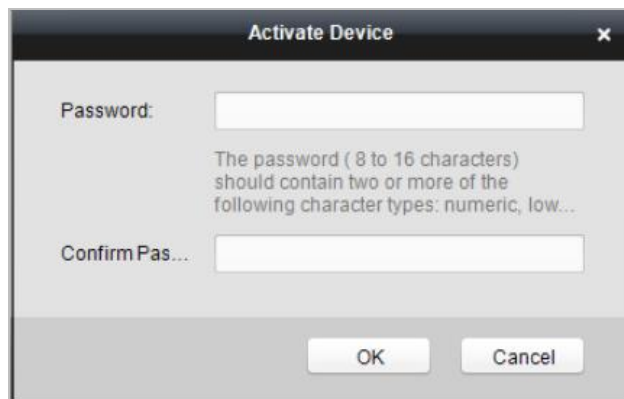 Activate Device ×
Password:
The password ( 8 to 16 characters)
should contain two or more of the
following character types: numeric, low...
Confirm Pas...
OK Cancel